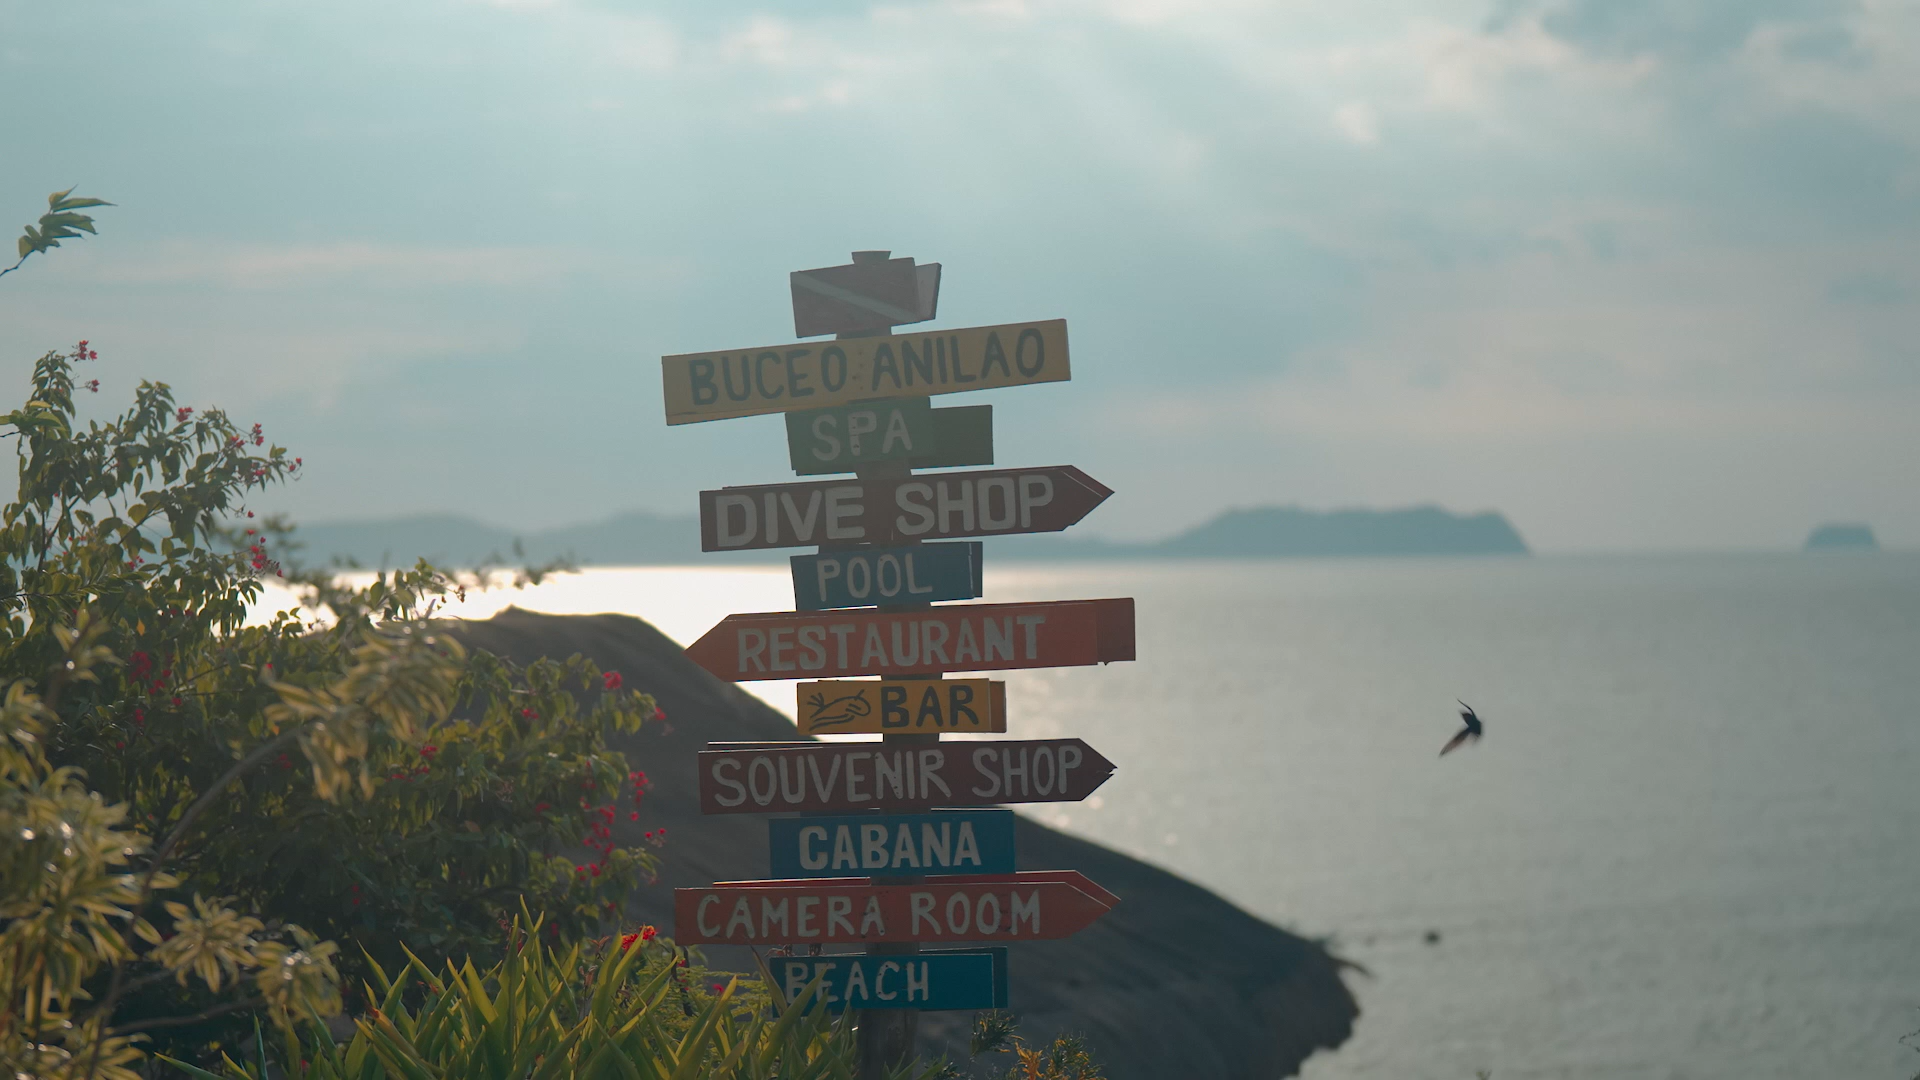 BUCEO ANILAO
SPA
DIVE SHOP
POOL
RESTAURANT
BAR
SOUVENIR SHOP
CABANA
CAMERA ROOM
BEACH